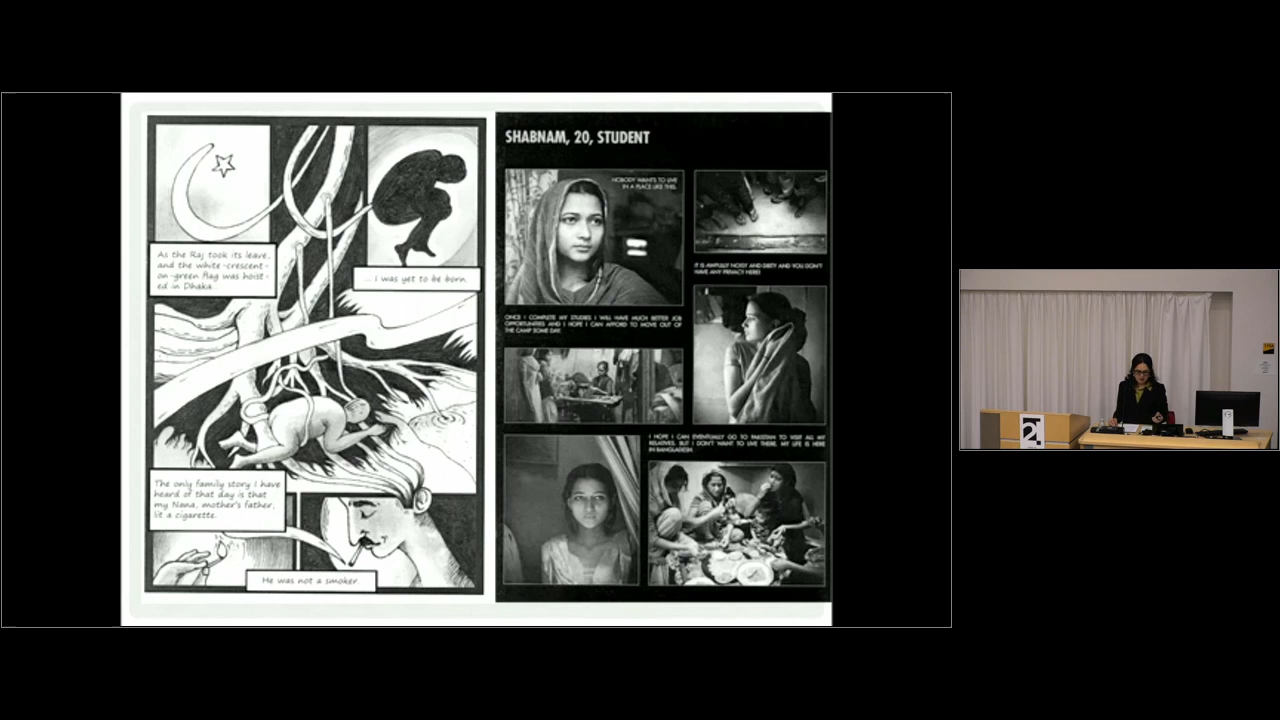 As the Raj took its leave,
and the white-crescent-
on-green flag was hoist-
ed in Dhaka.
... I was yet to be born.
The only family story I have
heard of that day is that
my Nana, mother's father,
lit a cigarette.
He was not a smoker.
SHABNAM, 20, STUDENT
NOBODY WANTS TO LIVE
IN A PLACE LIKE THIS.
IT IS AWFULLY NOISY AND DIRTY AND YOU DON'T
HAVE ANY PRIVACY HERE!
ONCE I COMPLETE MY STUDIES I WILL HAVE MUCH BETTER JOB
OPPORTUNITIES AND I HOPE I CAN AFFORD TO MOVE OUT OF
THE CAMP SOME DAY.
I HOPE I CAN EVENTUALLY GO TO PAKISTAN TO VISIT ALL MY
RELATIVES. BUT I DON'T WANT TO LIVE THERE. MY LIFE IS HERE
IN BANGLADESH.
2